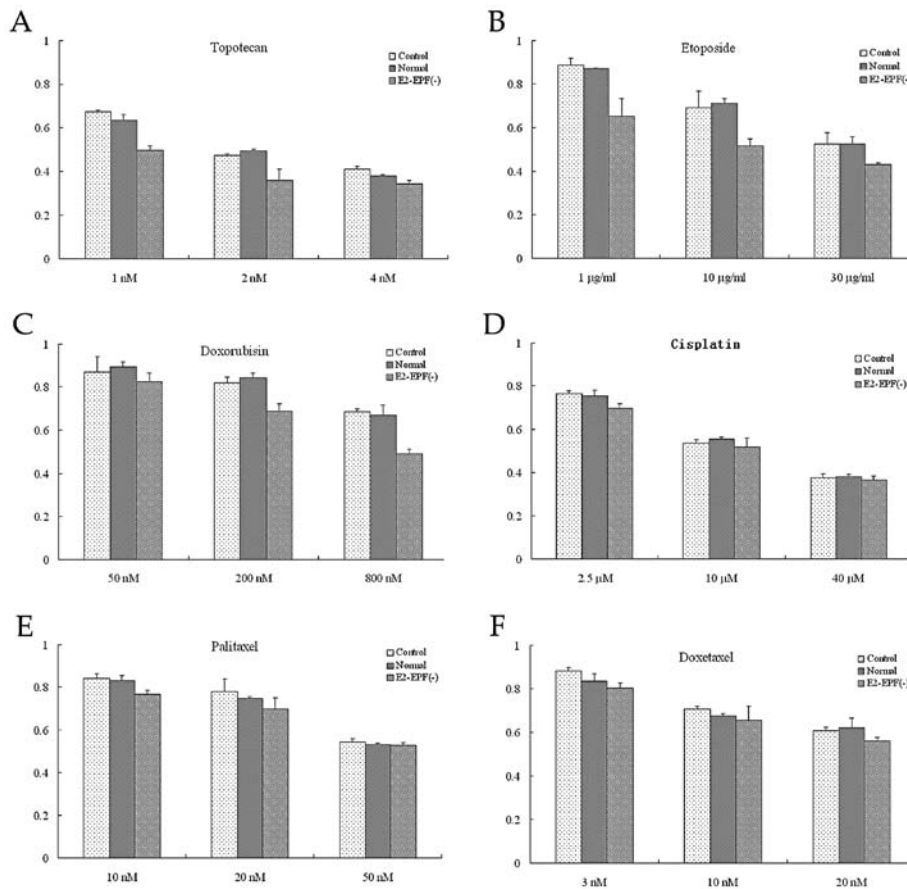 A
Topotecan
Control
Normal
E2-EPF(-)
1
0.8
0.6
0.4
0.2
0
1 nM 2 nM 4 nM
B
Etoposide
Control
Normal
E2-EPF(-)
1
0.8
0.6
0.4
0.2
0
1 µg/ml 10 µg/ml 30 µg/ml
C
Doxorubisin
Control
Normal
E2-EPF(-)
1
0.8
0.6
0.4
0.2
0
50 nM 200 nM 800 nM
D
Cisplatin
Control
Normal
E2-EPF(-)
1
0.8
0.6
0.4
0.2
0
2.5 µM 10 µM 40 µM
E
Palitaxel
Control
Normal
E2-EPF(-)
1
0.8
0.6
0.4
0.2
0
10 nM 20 nM 50 nM
F
Doxetaxel
Control
Normal
E2-EPF(-)
1
0.8
0.6
0.4
0.2
0
3 nM 10 nM 20 nM